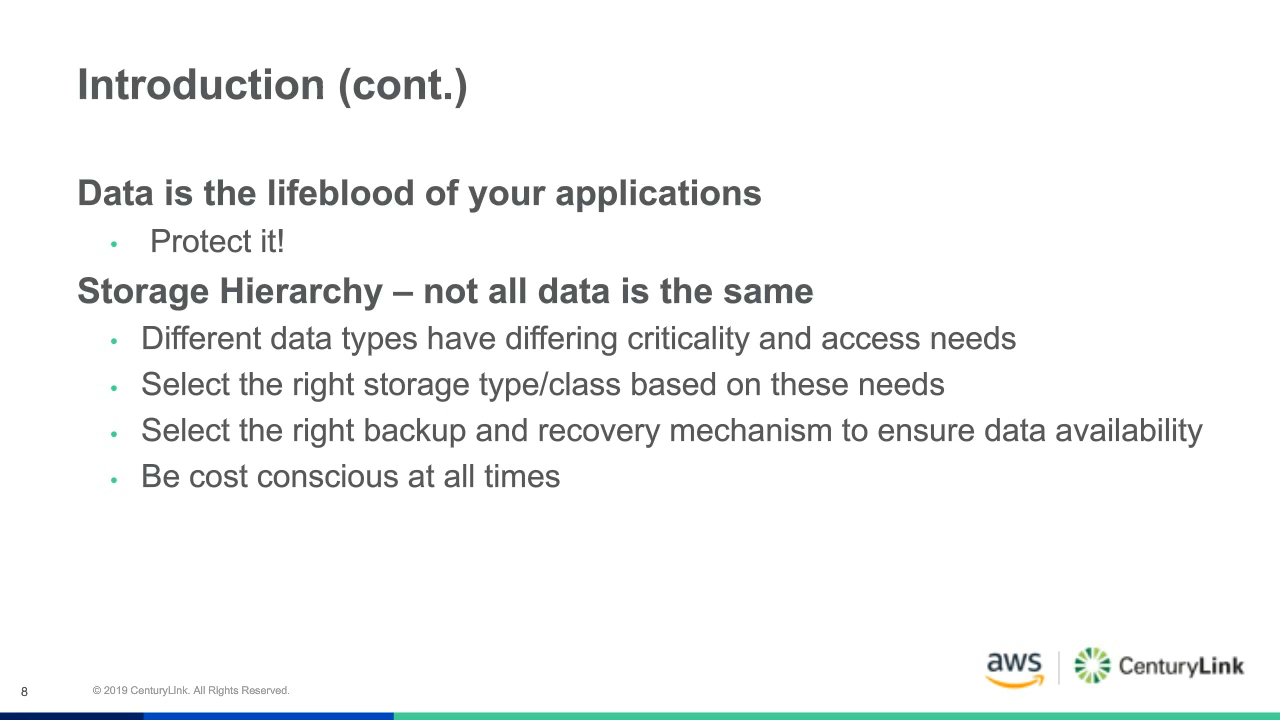 Introduction (cont.)
Data is the lifeblood of your applications
• Protect it!
Storage Hierarchy – not all data is the same
• Different data types have differing criticality and access needs
• Select the right storage type/class based on these needs
• Select the right backup and recovery mechanism to ensure data availability
• Be cost conscious at all times
aws CenturyLink
8 © 2019 CenturyLInk. All Rights Reserved.